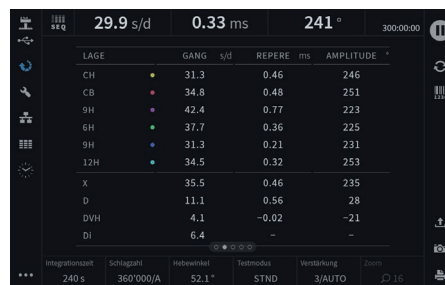 SEQ 29.9 s/d 0.33 ms 241 ° 300:00:00
LAGE GANG s/d REPERE ms AMPLITUDE °
CH 31.3 0.46 246
CB 34.8 0.48 251
9H 42.4 0.77 223
6H 37.7 0.36 225
9H 31.3 0.21 231
12H 34.5 0.32 253
X 35.5 0.46 235
D 11.1 0.56 28
DVH 4.1 −0.02 −21
Di 6.4 – –
Integrationszeit Schlagzahl Hebewinkel Testmodus Verstärkung Zoom
240 s 360'000/A 52.1° STND 3/AUTO 16